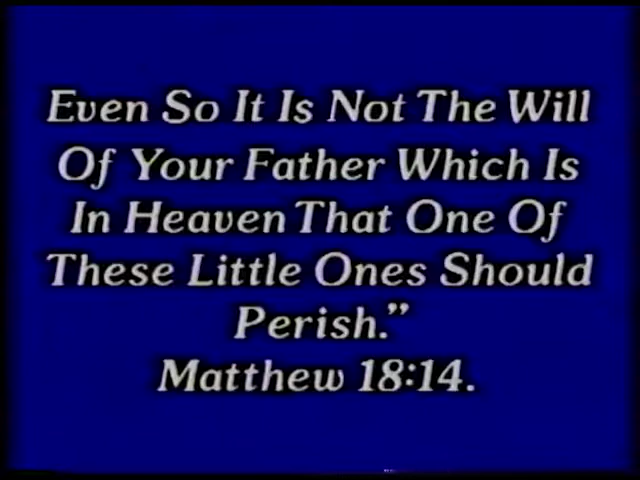 Even So It Is Not The Will
Of Your Father Which Is
In Heaven That One Of
These Little Ones Should
Perish.”
Matthew 18:14.